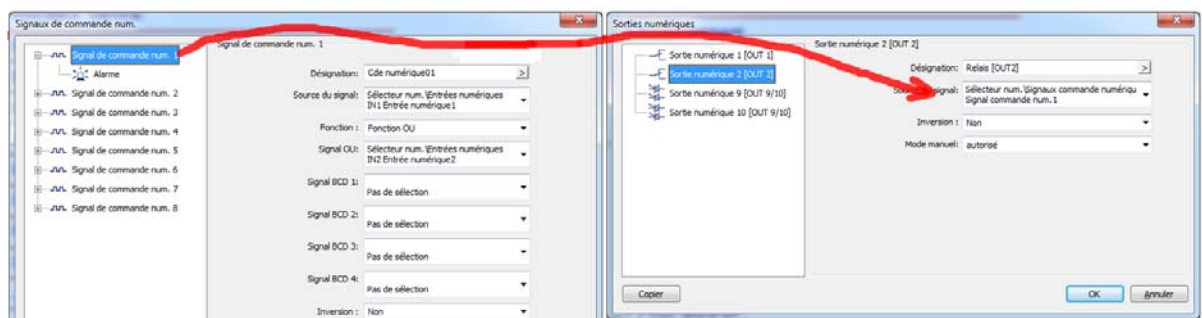 Signaux de commande num.
Signal de commande num. 1
Alarme
Signal de commande num. 2
Signal de commande num. 3
Signal de commande num. 4
Signal de commande num. 5
Signal de commande num. 6
Signal de commande num. 7
Signal de commande num. 8
Signal de commande num. 1
Désignation: Cde numérique01 >
Source du signal: Sélecteur num.\Entrées numériques
IN1 Entrée numérique1
Fonction : Fonction OU
Signal OU: Sélecteur num.\Entrées numériques
IN2 Entrée numérique2
Signal BCD 1:
Pas de sélection
Signal BCD 2:
Pas de sélection
Signal BCD 3:
Pas de sélection
Signal BCD 4:
Pas de sélection
Inversion : Non
Sorties numériques
Sortie numérique 1 [OUT 1]
Sortie numérique 2 [OUT 2]
Sortie numérique 9 [OUT 9/10]
Sortie numérique 10 [OUT 9/10]
Sortie numérique 2 [OUT 2]
Désignation: Relais [OUT2] >
signal: Sélecteur num.\Signaux commande numériqu
Signal commande num.1
Inversion : Non
Mode manuel: autorisé
Copier
OK
Annuler